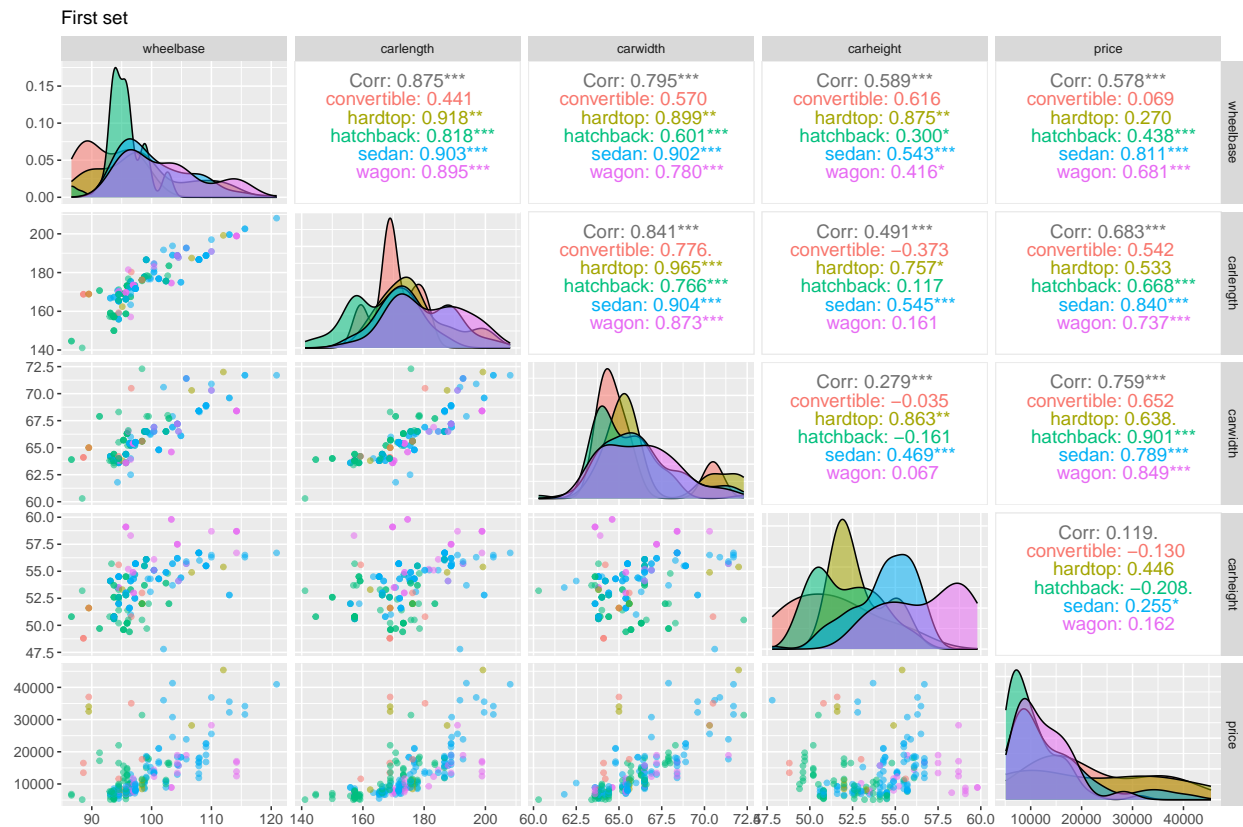 First set
wheelbase carlength carwidth carheight price
0.15
0.10
0.05
0.00
Corr: 0.875***
convertible: 0.441
hardtop: 0.918**
hatchback: 0.818***
sedan: 0.903***
wagon: 0.895***
Corr: 0.795***
convertible: 0.570
hardtop: 0.899**
hatchback: 0.601***
sedan: 0.902***
wagon: 0.780***
Corr: 0.589***
convertible: 0.616
hardtop: 0.875**
hatchback: 0.300*
sedan: 0.543***
wagon: 0.416*
Corr: 0.578***
convertible: 0.069
hardtop: 0.270
hatchback: 0.438***
sedan: 0.811***
wagon: 0.681***
wheelbase
200
180
160
140
Corr: 0.841***
convertible: 0.776.
hardtop: 0.965***
hatchback: 0.766***
sedan: 0.904***
wagon: 0.873***
Corr: 0.491***
convertible: −0.373
hardtop: 0.757*
hatchback: 0.117
sedan: 0.545***
wagon: 0.161
Corr: 0.683***
convertible: 0.542
hardtop: 0.533
hatchback: 0.668***
sedan: 0.840***
wagon: 0.737***
carlength
72.5
70.0
67.5
65.0
62.5
60.0
Corr: 0.279***
convertible: −0.035
hardtop: 0.863**
hatchback: −0.161
sedan: 0.469***
wagon: 0.067
Corr: 0.759***
convertible: 0.652
hardtop: 0.638.
hatchback: 0.901***
sedan: 0.789***
wagon: 0.849***
carwidth
60.0
57.5
55.0
52.5
50.0
47.5
Corr: 0.119.
convertible: −0.130
hardtop: 0.446
hatchback: −0.208.
sedan: 0.255*
wagon: 0.162
carheight
40000
30000
20000
10000
price
90 100 110 120 140 160 180 200 60.0 62.5 65.0 67.5 70.0 72.5 47.5 50.0 52.5 55.0 57.5 60.0 10000 20000 30000 40000